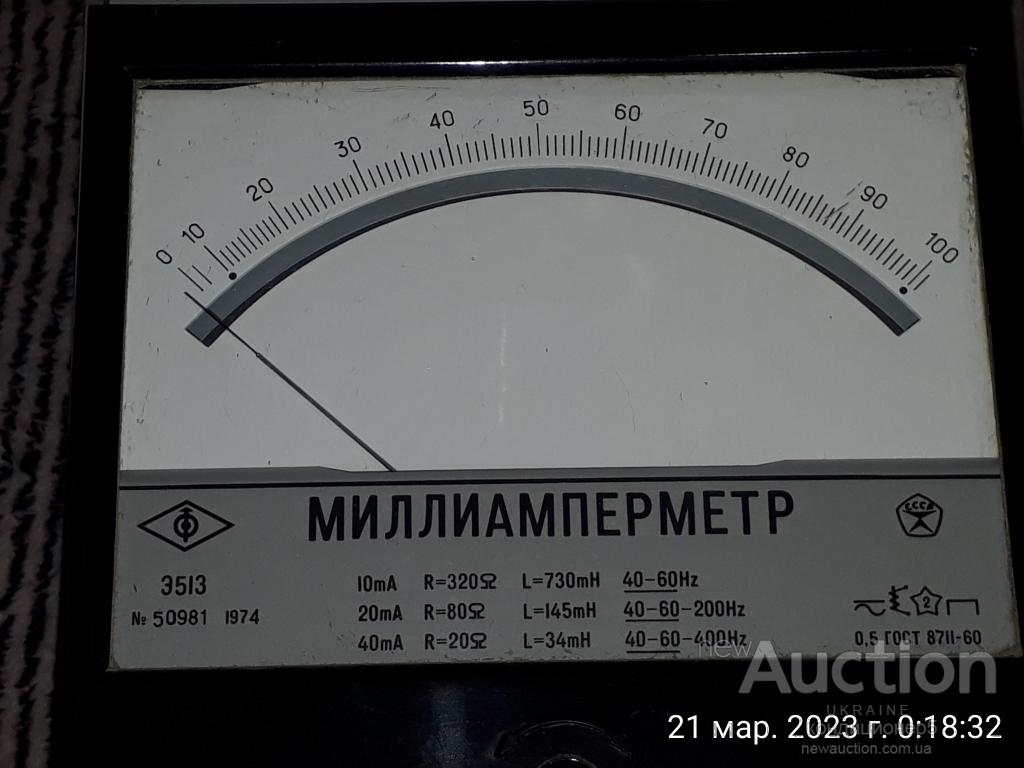 0 10 20 30 40 50 60 70 80 90 100
МИЛЛИАМПЕРМЕТР
СССР
Э513
№ 50981 1974
10mA R=320Ω L=730mH 40-60Hz
20mA R=80Ω L=145mH 40-60-200Hz
40mA R=20Ω L=34mH 40-60-400Hz
2
0,5 ГОСТ 8711-60
newAuction
UKRAINE
кондиционер5
21 мар. 2023 г. 0:18:32
newauction.com.ua